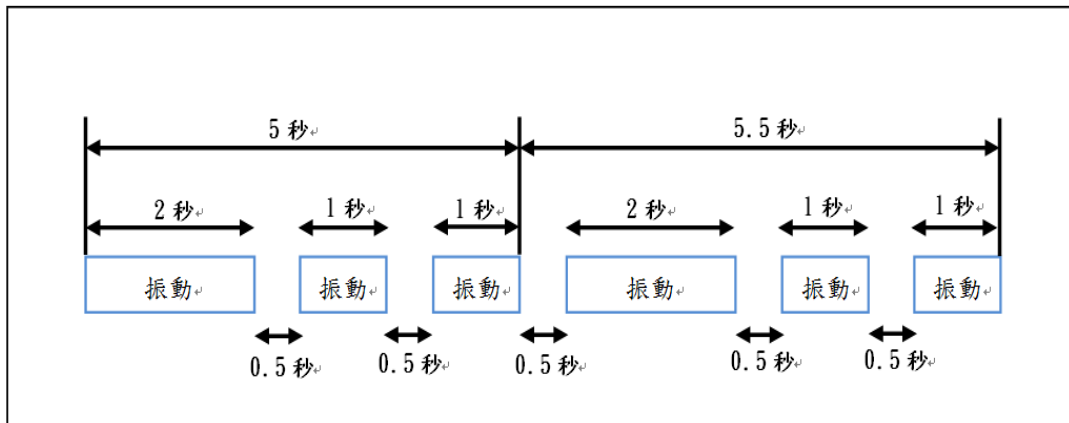 5 秒 5.5 秒
2 秒 1 秒 1 秒 2 秒 1 秒 1 秒
振動 振動 振動 振動 振動 振動
0.5 秒 0.5 秒 0.5 秒 0.5 秒 0.5 秒